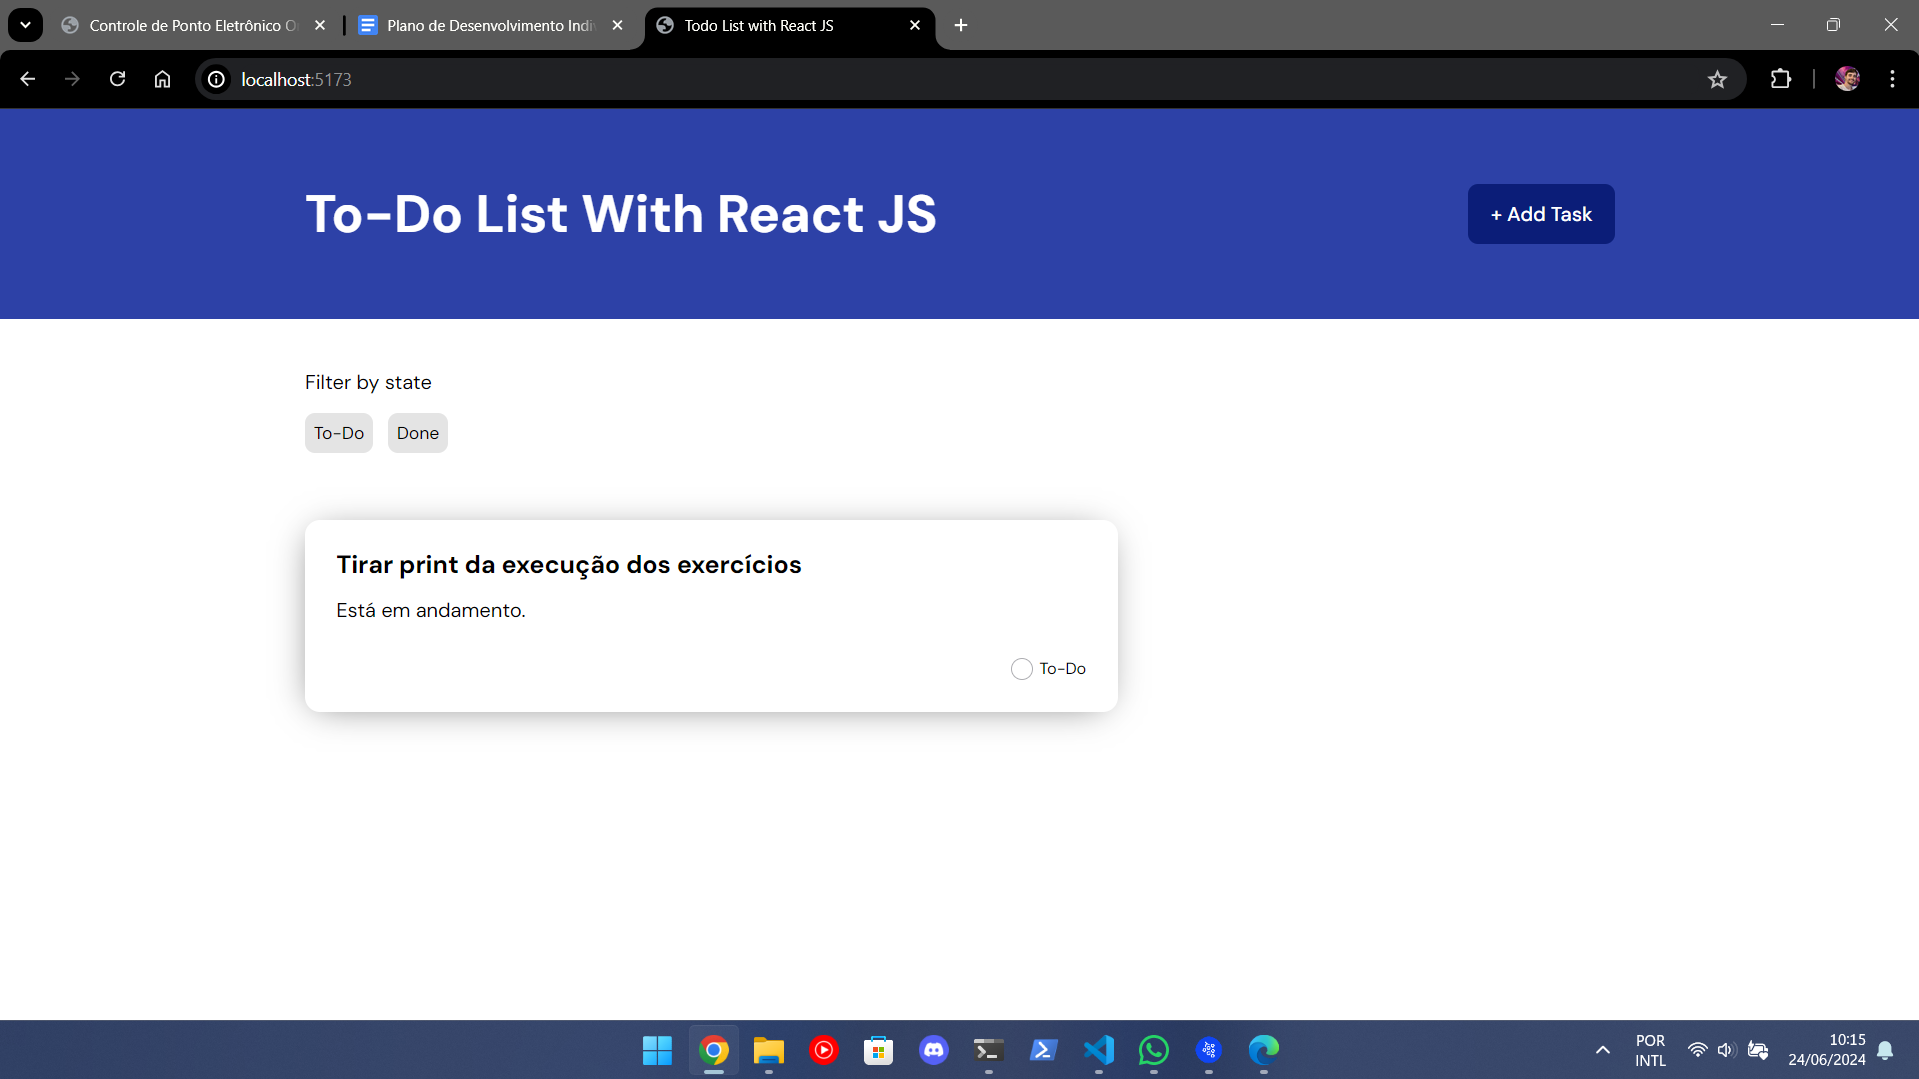 Controle de Ponto Eletrônico
Plano de Desenvolvimento Indi
Todo List with React JS
localhost:5173
To-Do List With React JS
+ Add Task
Filter by state
To-Do
Done
Tirar print da execução dos exercícios
Está em andamento.
To-Do
POR
INTL
10:15
24/06/2024